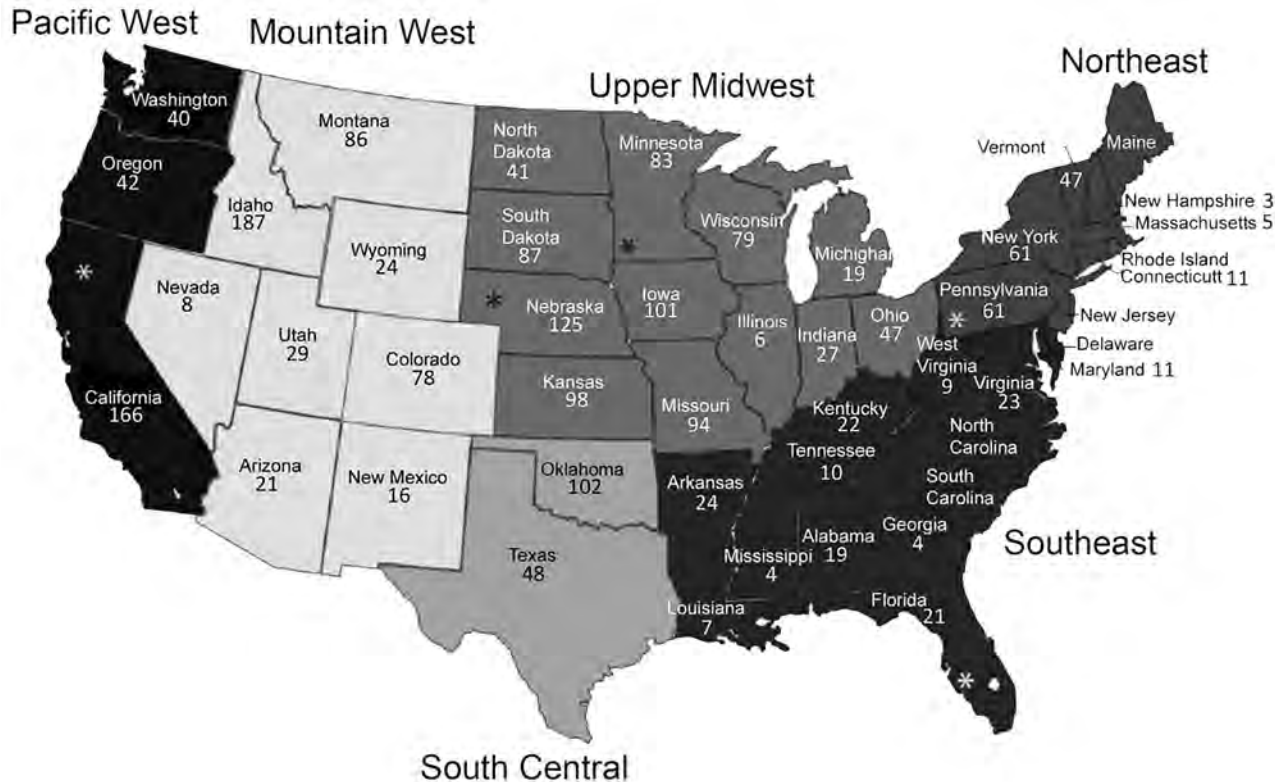 Pacific West
Mountain West
Upper Midwest
Northeast
Washington
40
Oregon
42
California
166
*
Montana
86
Idaho
187
Wyoming
24
Nevada
8
Utah
29
Colorado
78
Arizona
21
New Mexico
16
North
Dakota
41
South
Dakota
87
*
Nebraska
125
Kansas
98
Minnesota
83
*
Iowa
101
Missouri
94
Wisconsin
79
Illinois
6
Michigan
19
Indiana
27
Ohio
47
Oklahoma
102
Texas
48
South Central
Vermont
47
Maine
New Hampshire 3
Massachusetts 5
New York
61
Rhode Island
Connecticutt 11
Pennsylvania
61
*
New Jersey
Delaware
Maryland 11
West
Virginia
9
Virginia
23
Kentucky
22
North
Carolina
Tennessee
10
South
Carolina
Arkansas
24
Georgia
4
Alabama
19
Mississippi
4
Louisiana
7
Florida
21
*
Southeast